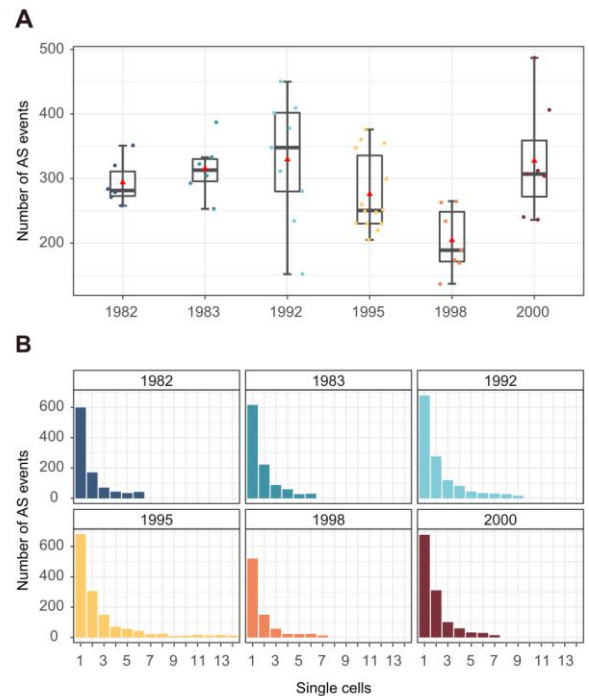 A
Number of AS events
500
400
300
200
1982 1983 1992 1995 1998 2000
B
Number of AS events
1982 1983 1992
600
400
200
0
1995 1998 2000
600
400
200
0
1 3 5 7 9 11 13 1 3 5 7 9 11 13 1 3 5 7 9 11 13
Single cells